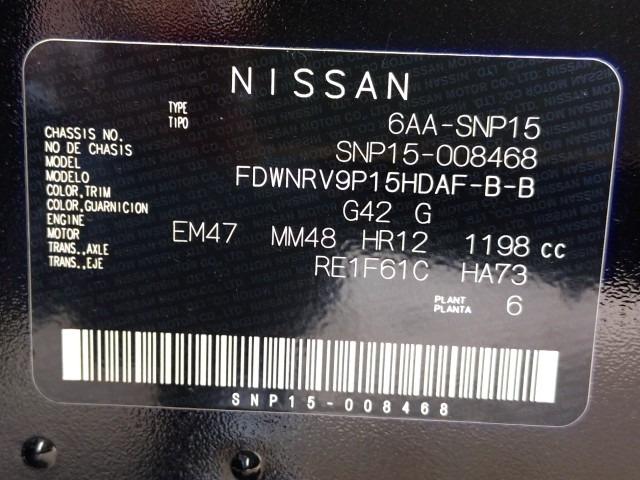 NISSAN
TYPE
TIPO 6AA-SNP15
CHASSIS NO.
NO DE CHASIS SNP15-008468
MODEL
MODELO FDWNRV9P15HDAF-B-B
COLOR,TRIM
COLOR,GUARNICION G42 G
ENGINE
MOTOR EM47 MM48 HR12 1198 cc
TRANS.,AXLE
TRANS.,EJE RE1F61C HA73
PLANT
PLANTA 6
SNP15-008468